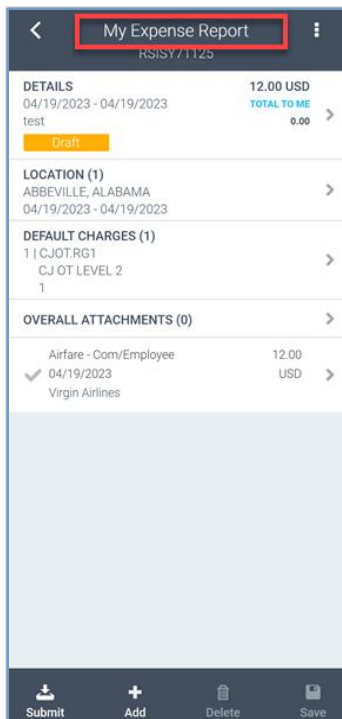 My Expense Report
RSISY71125
DETAILS 12.00 USD
04/19/2023 - 04/19/2023 TOTAL TO ME
test 0.00
Draft
LOCATION (1)
ABBEVILLE, ALABAMA
04/19/2023 - 04/19/2023
DEFAULT CHARGES (1)
1 | CJOT.RG1
CJ OT LEVEL 2
1
OVERALL ATTACHMENTS (0)
Airfare - Com/Employee 12.00
04/19/2023 USD
Virgin Airlines
Submit Add Delete Save